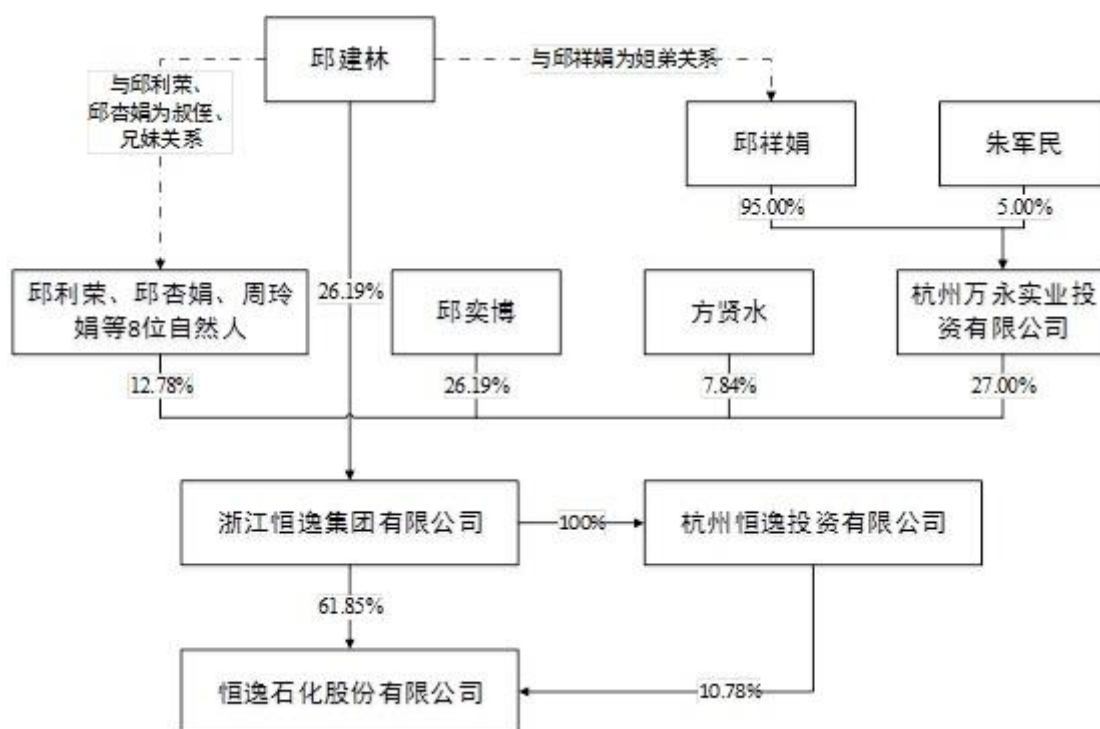 邱建林
与邱祥娟为姐弟关系
与邱利荣、
邱杏娟为叔侄、
兄妹关系
邱祥娟
朱军民
95.00%
5.00%
邱利荣、邱杏娟、周玲
娟等8位自然人
26.19%
邱奕博
方贤水
杭州万永实业投
资有限公司
12.78%
26.19%
7.84%
27.00%
浙江恒逸集团有限公司
100%
杭州恒逸投资有限公司
61.85%
恒逸石化股份有限公司
10.78%